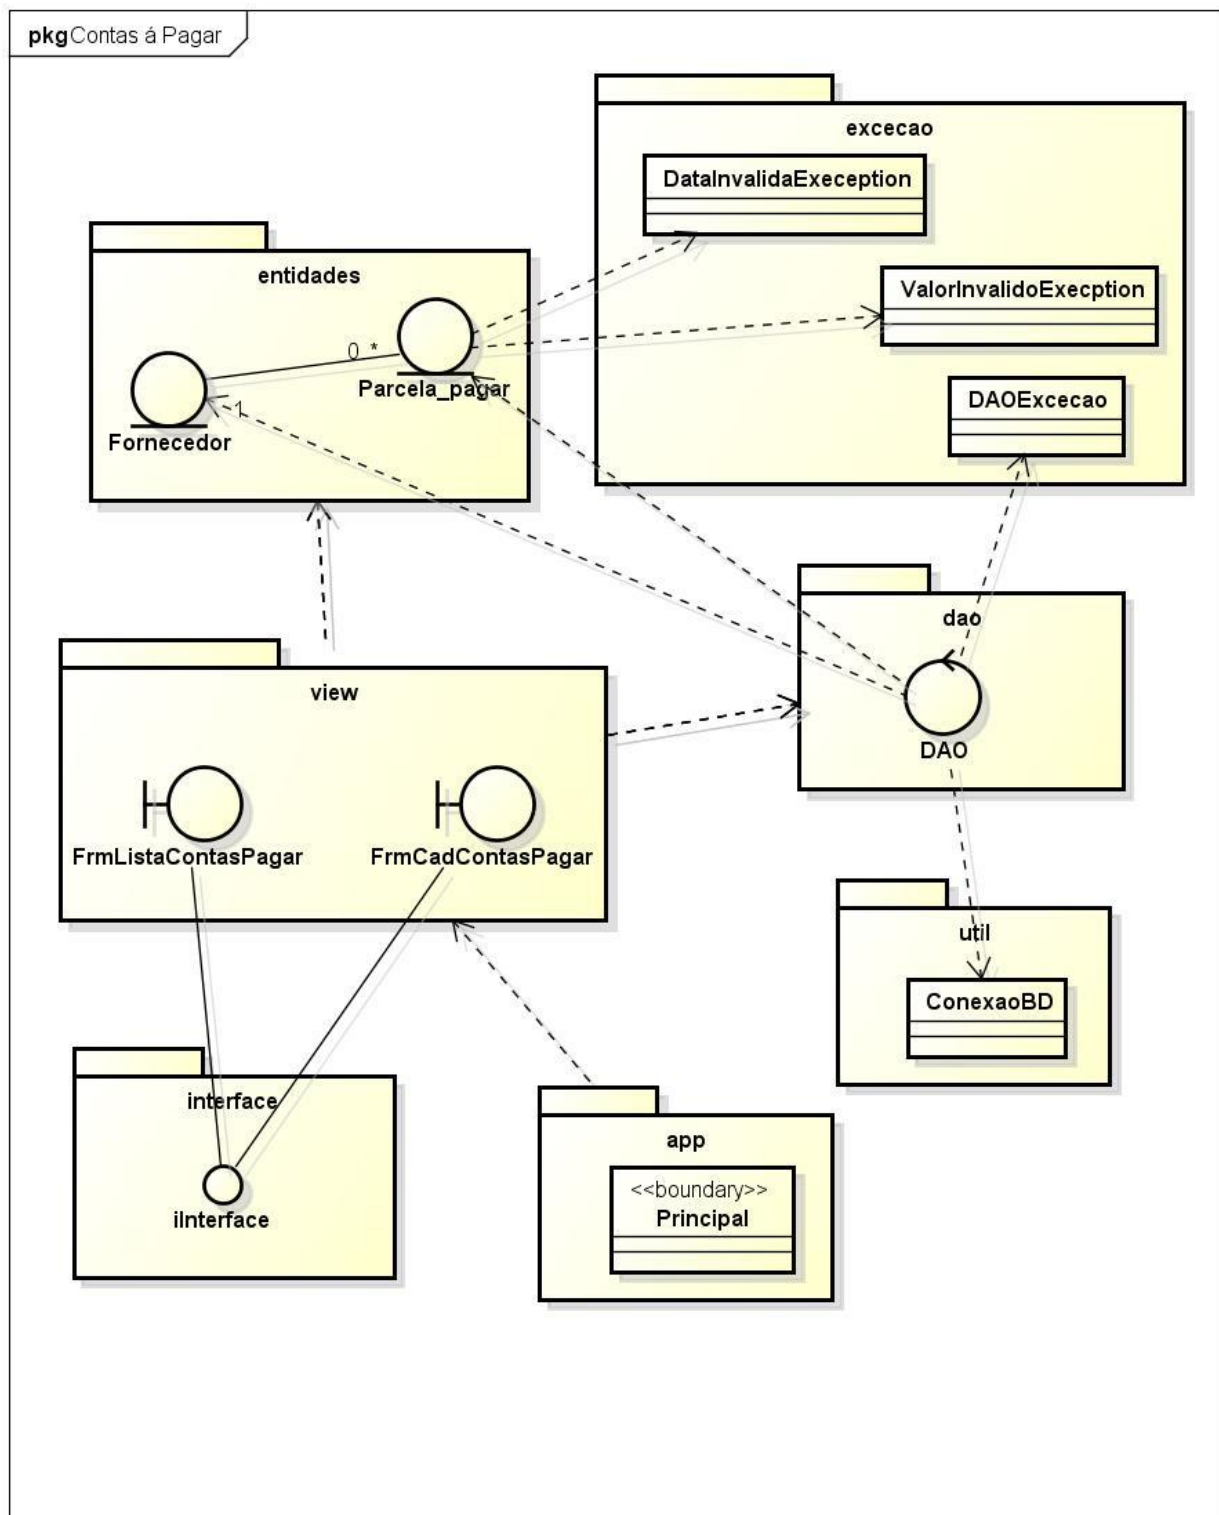 pkg Contas á Pagar
excecao
DataInvalidaExeception
entidades
ValorInvalidoExecption
0..*
Parcela_pagar
DAOExcecao
1
Fornecedor
dao
view
DAO
FrmListaContasPagar
FrmCadContasPagar
util
ConexaoBD
interface
app
<<boundary>>
Principal
iInterface